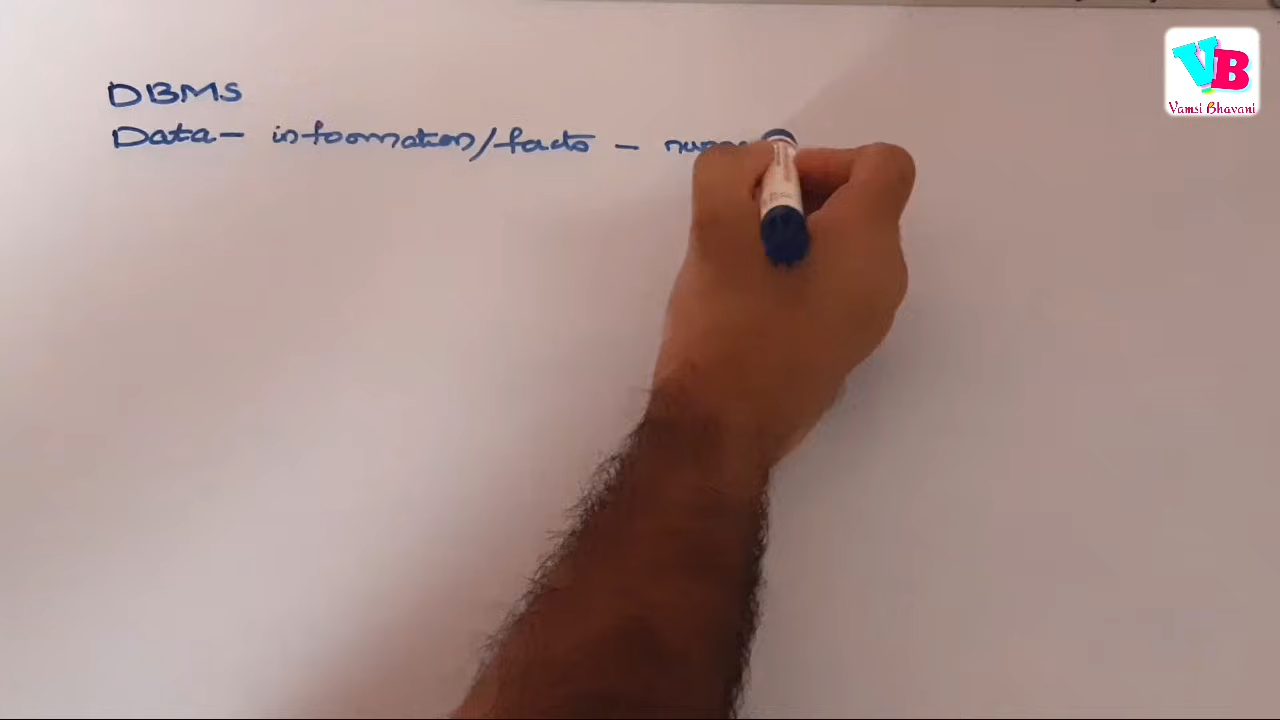 DBMS
Data- information/facts -
VB
Vamsi Bhavani